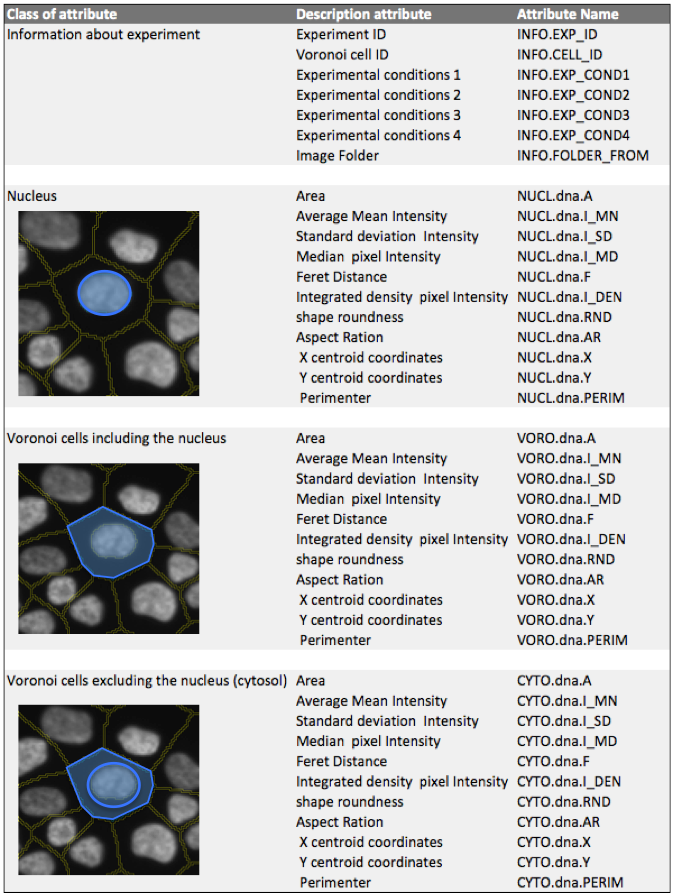 Class of attribute Description attribute Attribute Name
Information about experiment Experiment ID INFO.EXP_ID
Voronoi cell ID INFO.CELL_ID
Experimental conditions 1 INFO.EXP_COND1
Experimental conditions 2 INFO.EXP_COND2
Experimental conditions 3 INFO.EXP_COND3
Experimental conditions 4 INFO.EXP_COND4
Image Folder INFO.FOLDER_FROM
Nucleus Area NUCL.dna.A
Average Mean Intensity NUCL.dna.I_MN
Standard deviation Intensity NUCL.dna.I_SD
Median pixel Intensity NUCL.dna.I_MD
Feret Distance NUCL.dna.F
Integrated density pixel Intensity NUCL.dna.I_DEN
shape roundness NUCL.dna.RND
Aspect Ration NUCL.dna.AR
X centroid coordinates NUCL.dna.X
Y centroid coordinates NUCL.dna.Y
Perimenter NUCL.dna.PERIM
Voronoi cells including the nucleus Area VORO.dna.A
Average Mean Intensity VORO.dna.I_MN
Standard deviation Intensity VORO.dna.I_SD
Median pixel Intensity VORO.dna.I_MD
Feret Distance VORO.dna.F
Integrated density pixel Intensity VORO.dna.I_DEN
shape roundness VORO.dna.RND
Aspect Ration VORO.dna.AR
X centroid coordinates VORO.dna.X
Y centroid coordinates VORO.dna.Y
Perimenter VORO.dna.PERIM
Voronoi cells excluding the nucleus (cytosol) Area CYTO.dna.A
Average Mean Intensity CYTO.dna.I_MN
Standard deviation Intensity CYTO.dna.I_SD
Median pixel Intensity CYTO.dna.I_MD
Feret Distance CYTO.dna.F
Integrated density pixel Intensity CYTO.dna.I_DEN
shape roundness CYTO.dna.RND
Aspect Ration CYTO.dna.AR
X centroid coordinates CYTO.dna.X
Y centroid coordinates CYTO.dna.Y
Perimenter CYTO.dna.PERIM